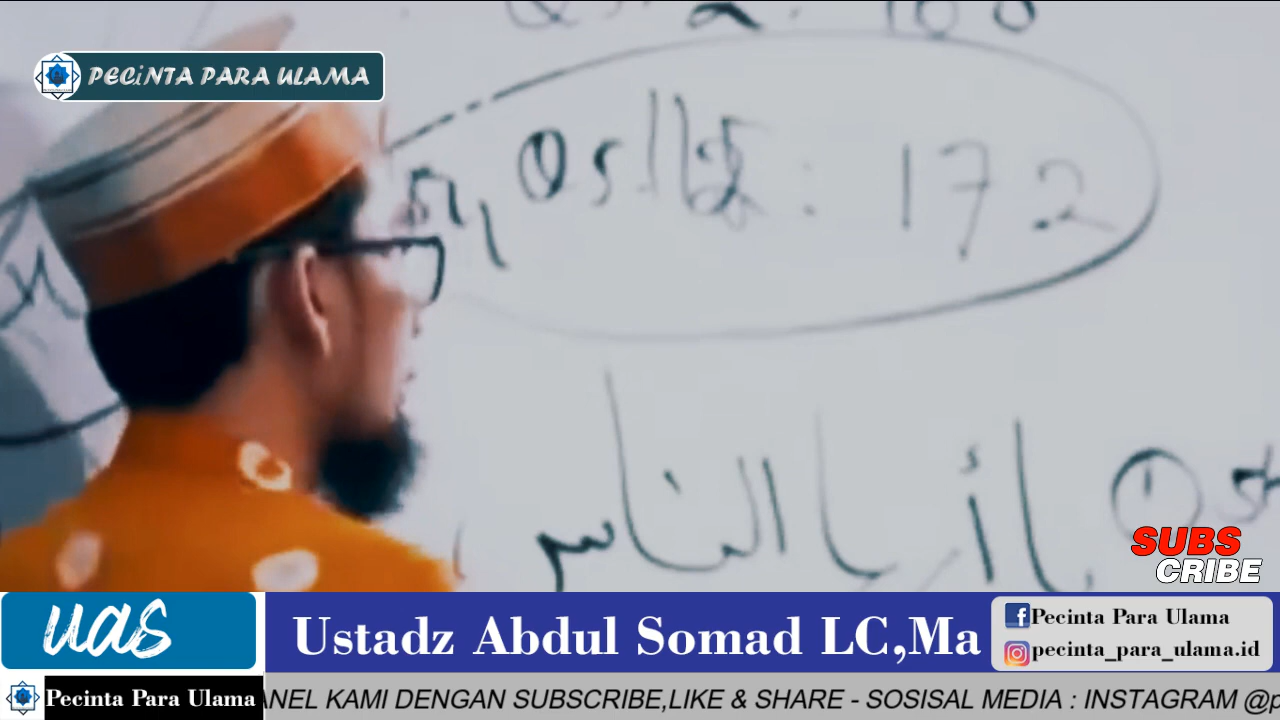 PECiNTA PARA ULAMA
: 172
يا أيها الناس
SUBS
CRIBE
uas
Ustadz Abdul Somad LC,Ma
Pecinta Para Ulama
pecinta_para_ulama.id
Pecinta Para Ulama
ANEL KAMI DENGAN SUBSCRIBE,LIKE & SHARE - SOSISAL MEDIA : INSTAGRAM @p